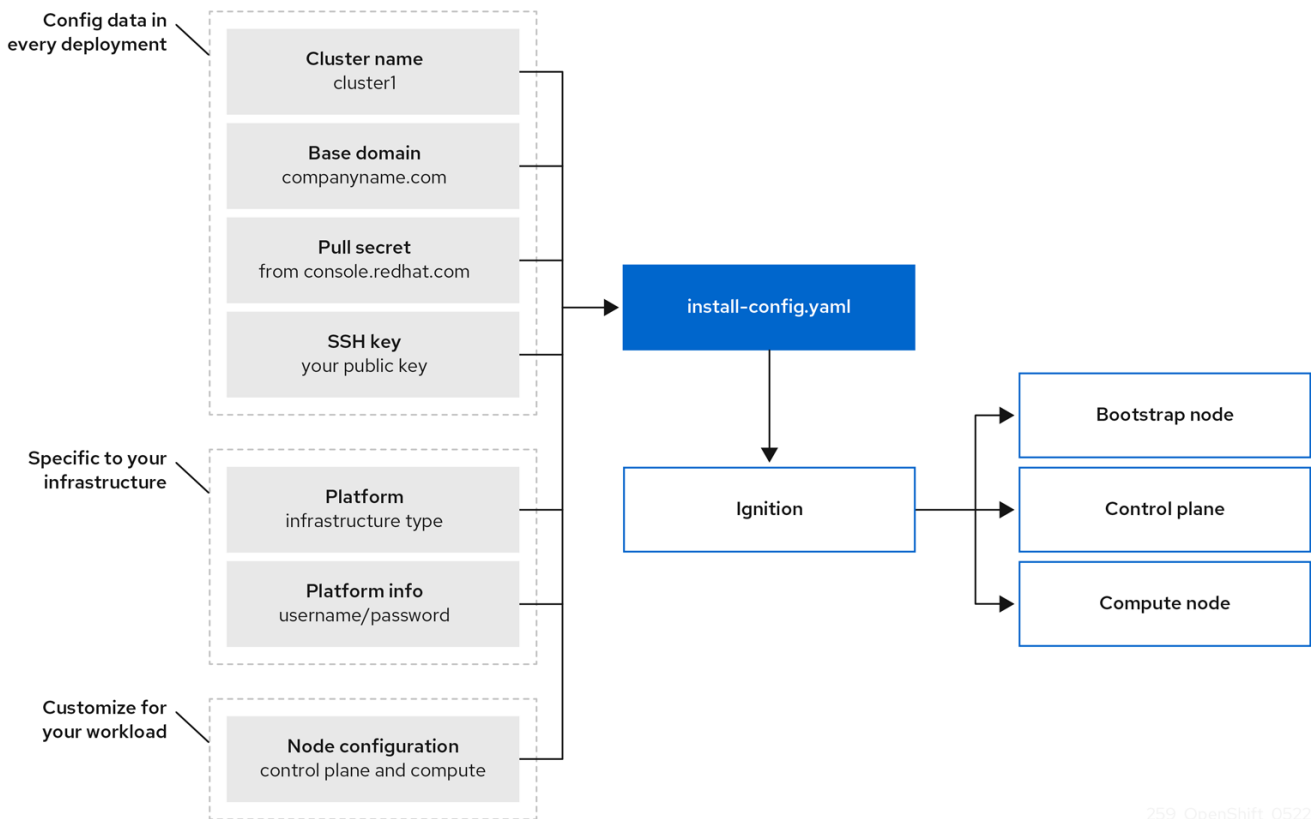 Config data in
every deployment
Cluster name
cluster1
Base domain
companyname.com
Pull secret
from console.redhat.com
SSH key
your public key
Specific to your
infrastructure
Platform
infrastructure type
Platform info
username/password
Customize for
your workload
Node configuration
control plane and compute
install-config.yaml
Ignition
Bootstrap node
Control plane
Compute node
259_OpenShift_0522